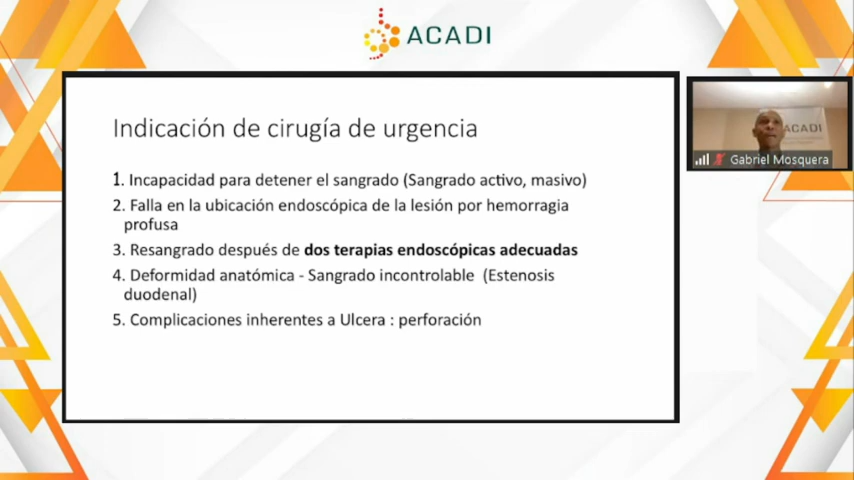 ACADI
Indicación de cirugía de urgencia
1. Incapacidad para detener el sangrado (Sangrado activo, masivo)
2. Falla en la ubicación endoscópica de la lesión por hemorragia
profusa
3. Resangrado después de dos terapias endoscópicas adecuadas
4. Deformidad anatómica - Sangrado incontrolable (Estenosis
duodenal)
5. Complicaciones inherentes a Ulcera : perforación
ACADI
Gabriel Mosquera